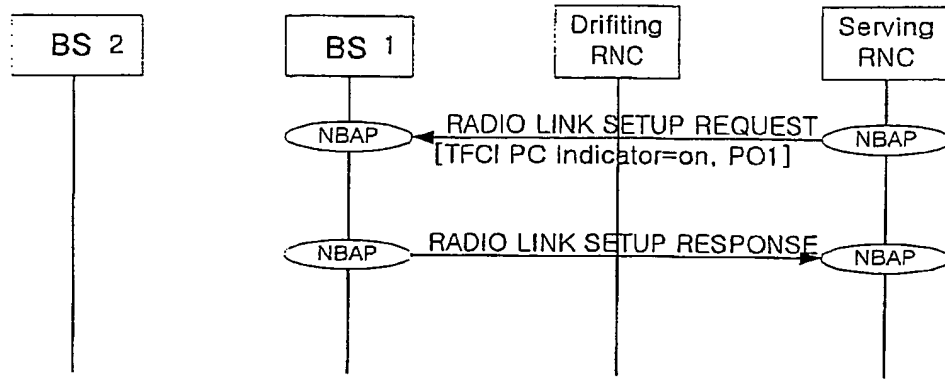 BS 2
BS 1
Drifiting
RNC
Serving
RNC
NBAP
RADIO LINK SETUP REQUEST
NBAP
[TFCI PC Indicator=on, PO1]
NBAP
RADIO LINK SETUP RESPONSE
NBAP